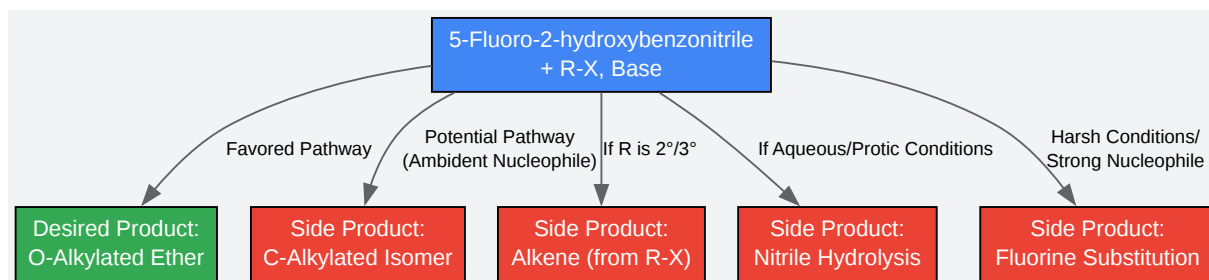 5-Fluoro-2-hydroxybenzonitrile
+ R-X, Base
Favored Pathway
Potential Pathway
(Ambident Nucleophile)
If R is 2°/3°
If Aqueous/Protic Conditions
Harsh Conditions/
Strong Nucleophile
Desired Product:
O-Alkylated Ether
Side Product:
C-Alkylated Isomer
Side Product:
Alkene (from R-X)
Side Product:
Nitrile Hydrolysis
Side Product:
Fluorine Substitution